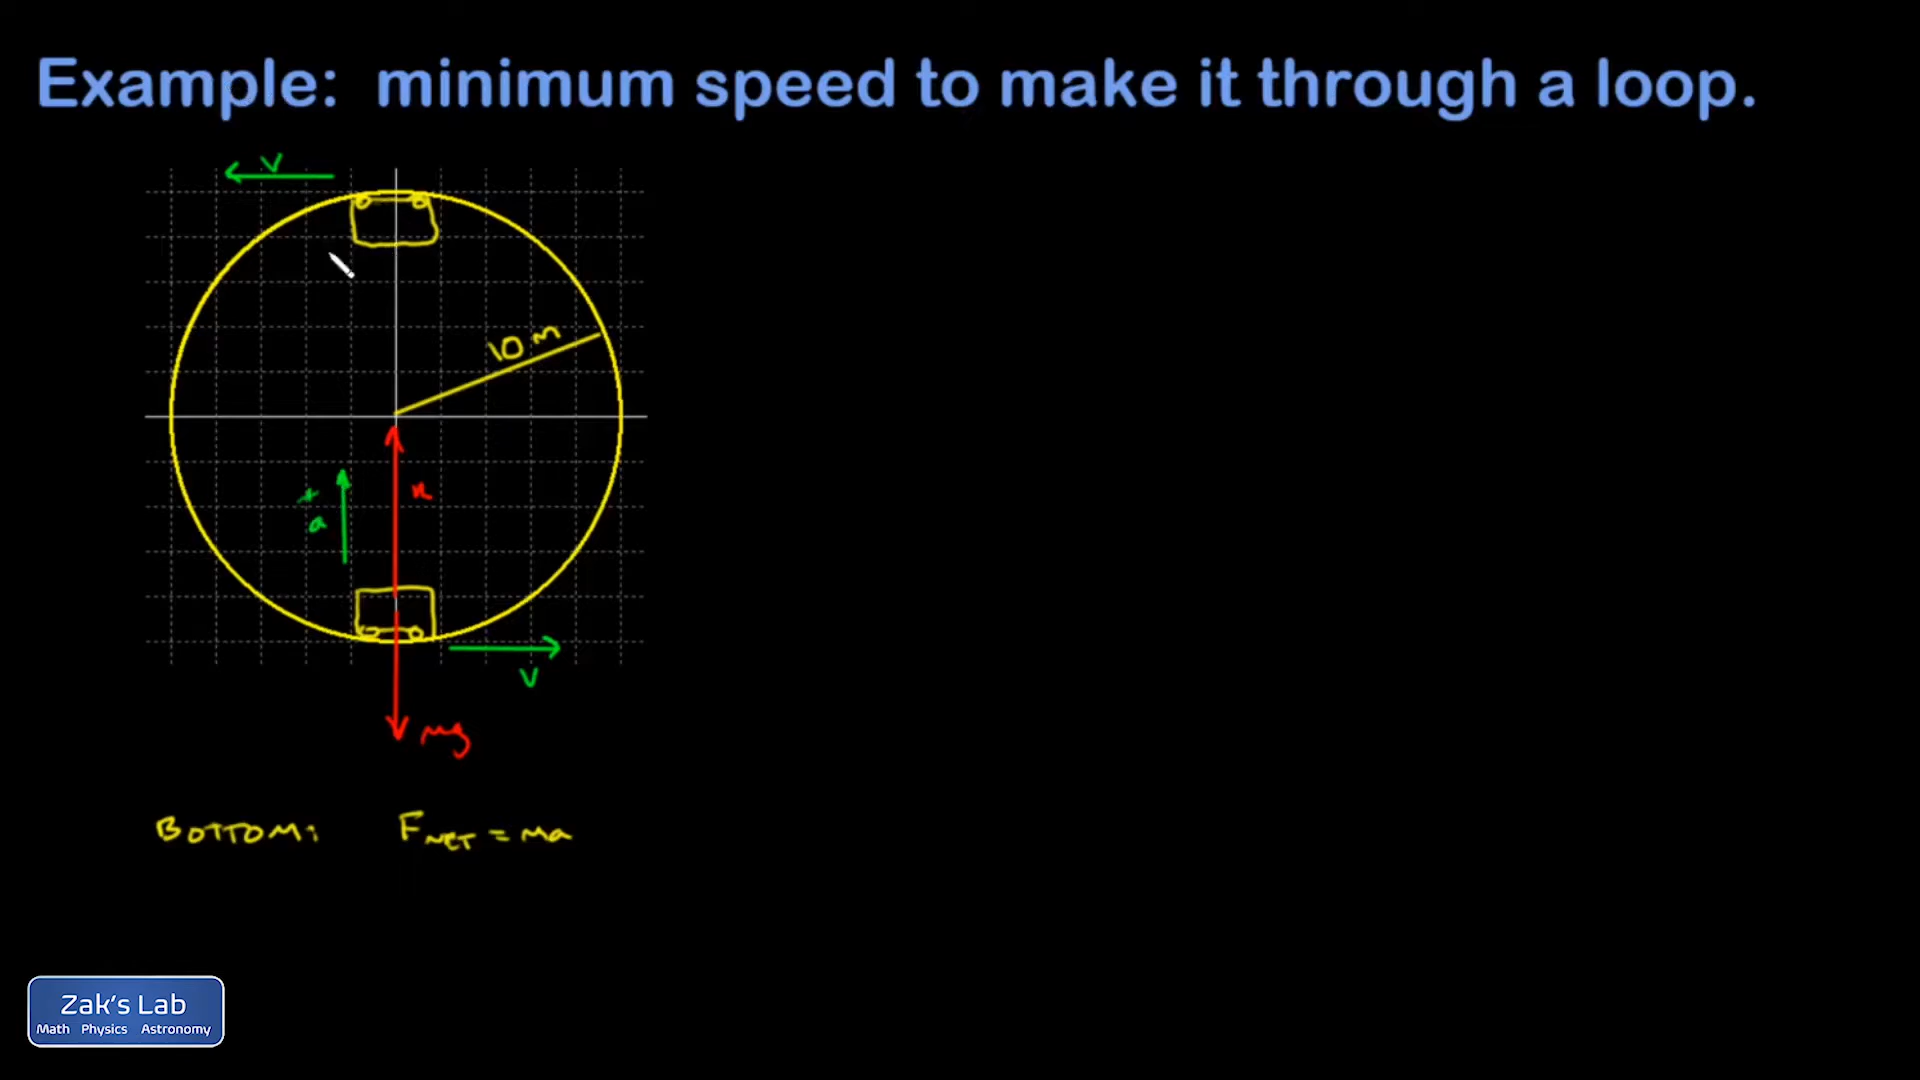 Example: minimum speed to make it through a loop.
V
10 m
n
+
a
V
mg
BOTTOM: F_NET = ma
Zak's Lab
Math Physics Astronomy